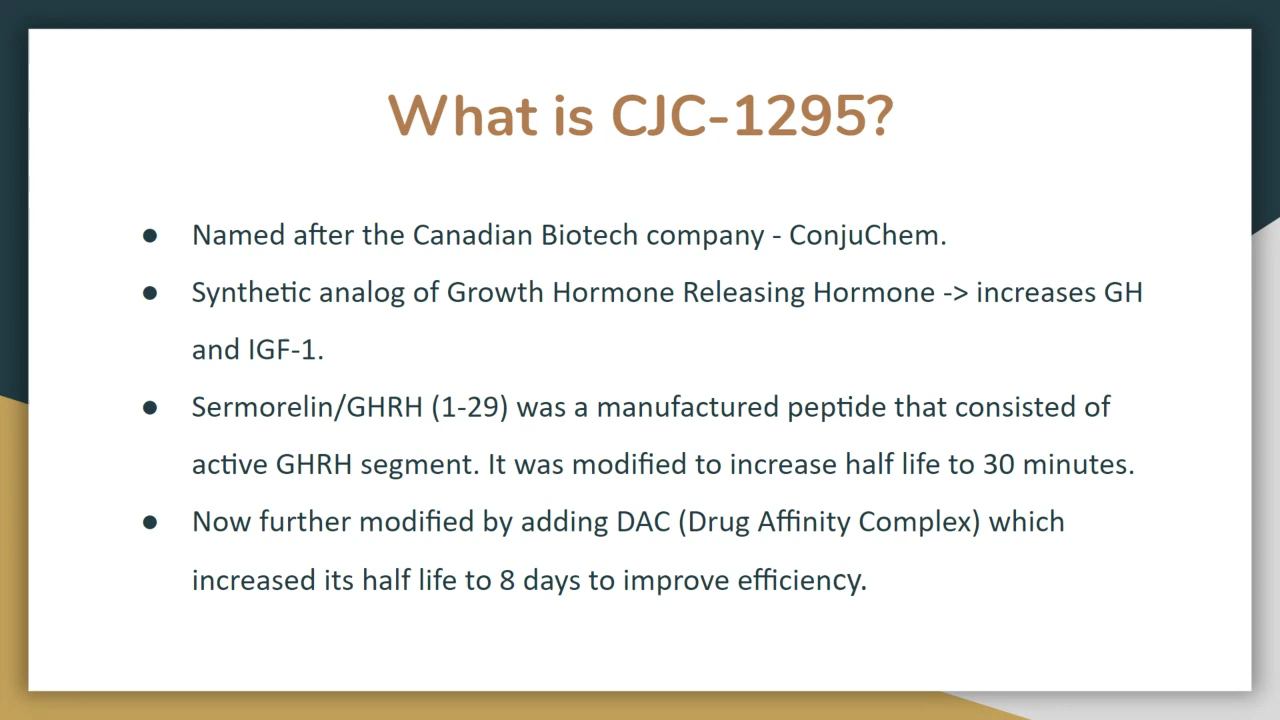 What is CJC-1295?
● Named after the Canadian Biotech company - ConjuChem.
● Synthetic analog of Growth Hormone Releasing Hormone -> increases GH
and IGF-1.
● Sermorelin/GHRH (1-29) was a manufactured peptide that consisted of
active GHRH segment. It was modified to increase half life to 30 minutes.
● Now further modified by adding DAC (Drug Affinity Complex) which
increased its half life to 8 days to improve efficiency.